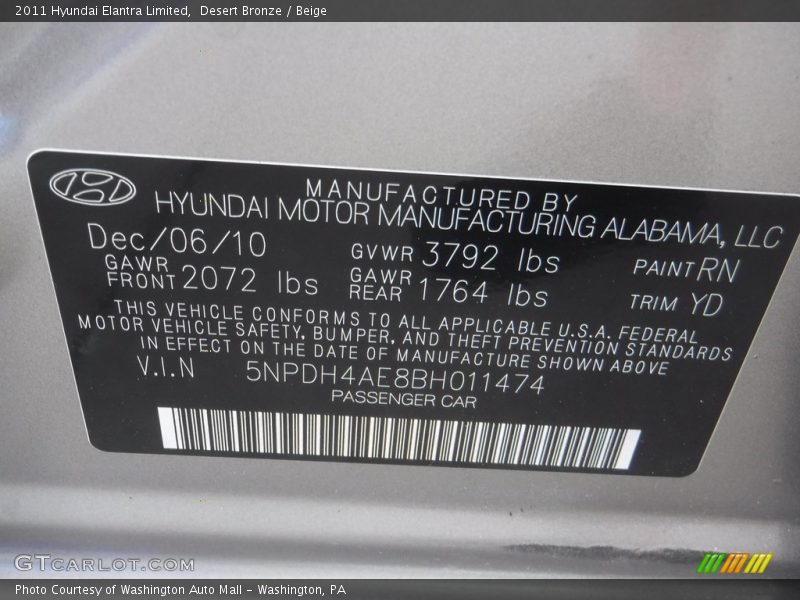 2011 Hyundai Elantra Limited,  Desert Bronze / Beige
MANUFACTURED BY
HYUNDAI MOTOR MANUFACTURING ALABAMA, LLC
Dec/06/10 GVWR 3792 lbs PAINT RN
GAWR FRONT 2072 lbs GAWR REAR 1764 lbs TRIM YD
THIS VEHICLE CONFORMS TO ALL APPLICABLE U.S.A. FEDERAL
MOTOR VEHICLE SAFETY, BUMPER, AND THEFT PREVENTION STANDARDS
IN EFFECT ON THE DATE OF MANUFACTURE SHOWN ABOVE
V.I.N 5NPDH4AE8BH011474
PASSENGER CAR
GTCARLOT.COM
Photo Courtesy of Washington Auto Mall – Washington, PA